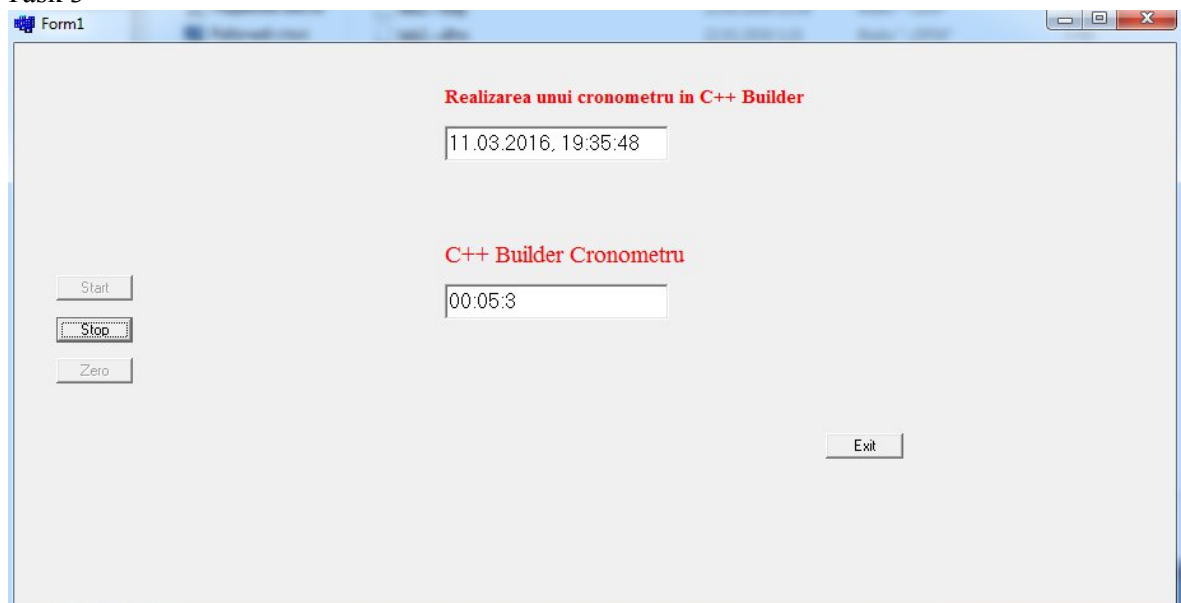 Form1
Realizarea unui cronometru in C++ Builder
11.03.2016, 19:35:48
C++ Builder Cronometru
Start
00:05:3
Stop
Zero
Exit